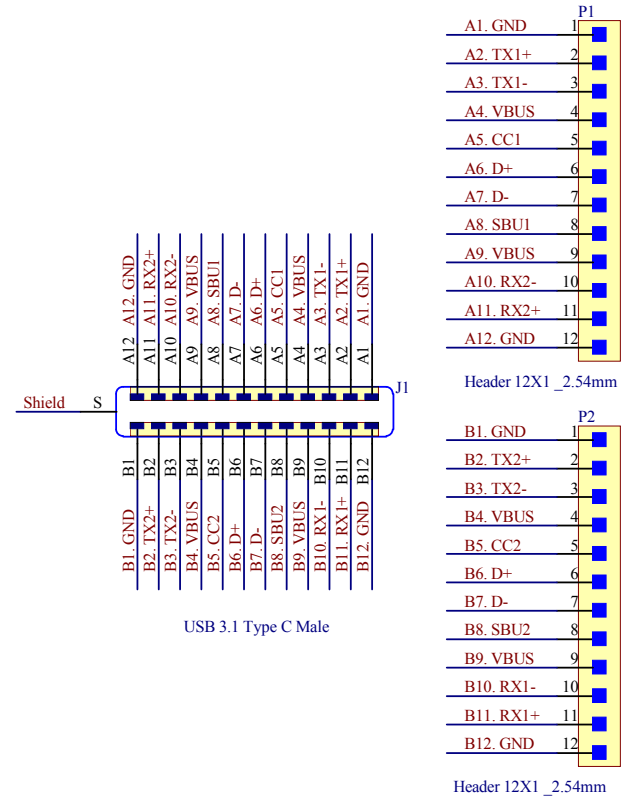 P1
A1. GND 1
A2. TX1+ 2
A3. TX1- 3
A4. VBUS 4
A5. CC1 5
A6. D+ 6
A7. D- 7
A8. SBU1 8
A9. VBUS 9
A10. RX2- 10
A11. RX2+ 11
A12. GND 12
Header 12X1 _2.54mm
A12. GND
A11. RX2+
A10. RX2-
A9. VBUS
A8. SBU1
A7. D-
A6. D+
A5. CC1
A4. VBUS
A3. TX1-
A2. TX1+
A1. GND
A12
A11
A10
A9
A8
A7
A6
A5
A4
A3
A2
A1
J1
Shield S
B1
B2
B3
B4
B5
B6
B7
B8
B9
B10
B11
B12
B1. GND
B2. TX2+
B3. TX2-
B4. VBUS
B5. CC2
B6. D+
B7. D-
B8. SBU2
B9. VBUS
B10. RX1-
B11. RX1+
B12. GND
USB 3.1 Type C Male
P2
B1. GND 1
B2. TX2+ 2
B3. TX2- 3
B4. VBUS 4
B5. CC2 5
B6. D+ 6
B7. D- 7
B8. SBU2 8
B9. VBUS 9
B10. RX1- 10
B11. RX1+ 11
B12. GND 12
Header 12X1 _2.54mm